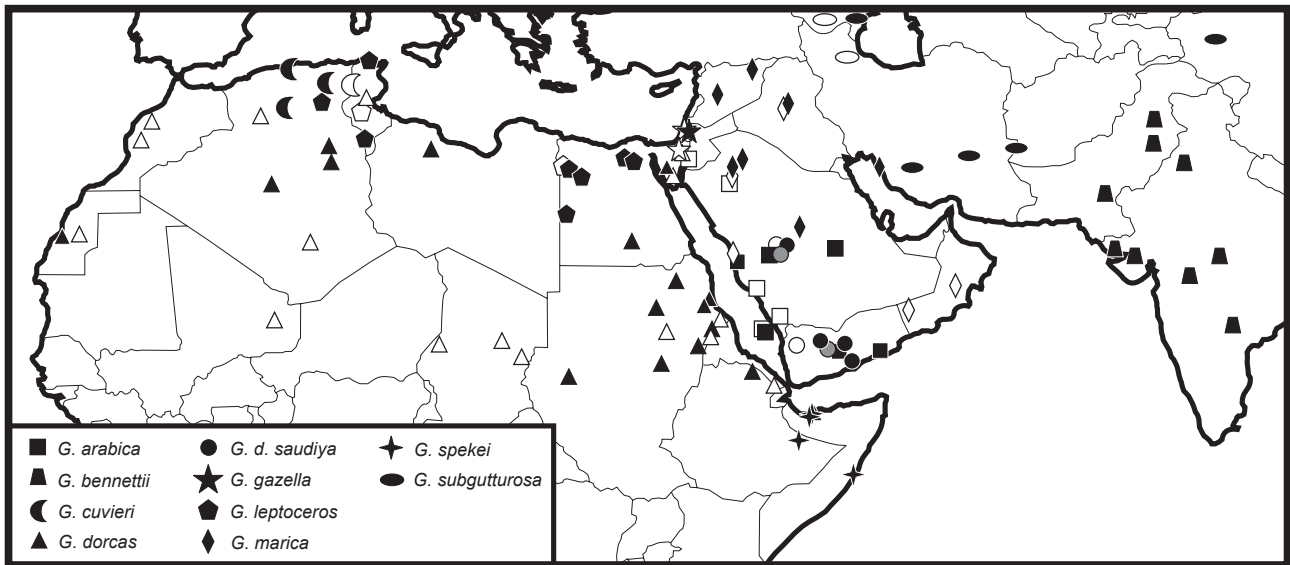 G. arabica
G. bennettii
G. cuvieri
G. dorcas
G. d. saudiya
G. gazella
G. leptoceros
G. marica
G. spekei
G. subgutturosa